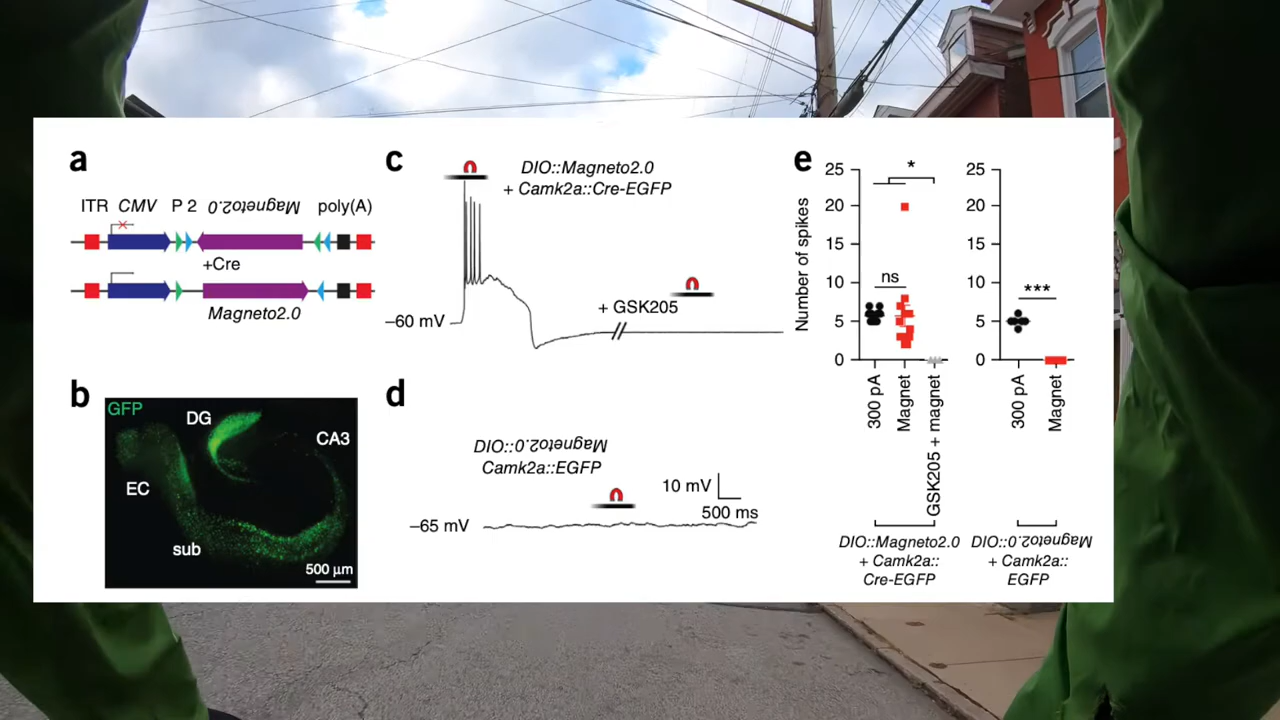 a
ITR CMV P 2 Magneto2.0 poly(A)
+Cre
Magneto2.0
b
GFP
DG
CA3
EC
sub
500 µm
c
DIO::Magneto2.0
+ Camk2a::Cre-EGFP
+ GSK205
–60 mV
d
DIO::Magneto2.0
Camk2a::EGFP
10 mV
500 ms
–65 mV
e
Number of spikes
25
20
15
10
5
0
*
ns
300 pA
Magnet
GSK205 + magnet
DIO::Magneto2.0
+ Camk2a::
Cre-EGFP
25
20
15
10
5
0
***
300 pA
Magnet
DIO::Magneto2.0
+ Camk2a::
EGFP